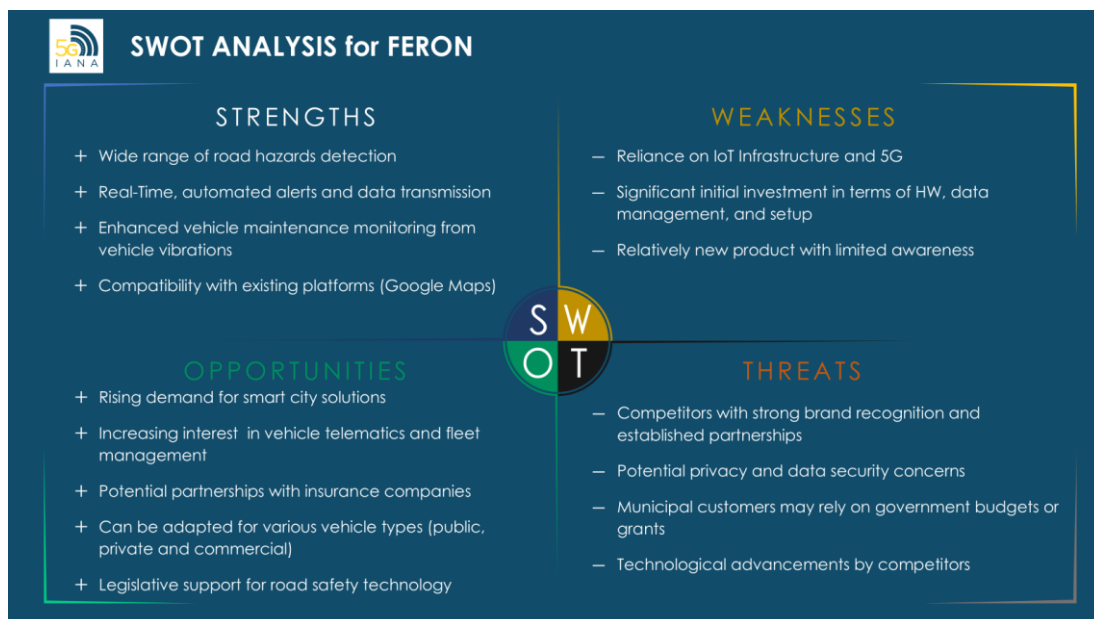 5G
IANA
SWOT ANALYSIS for FERON
STRENGTHS
+ Wide range of road hazards detection
+ Real-Time, automated alerts and data transmission
+ Enhanced vehicle maintenance monitoring from
vehicle vibrations
+ Compatibility with existing platforms (Google Maps)
WEAKNESSES
– Reliance on IoT Infrastructure and 5G
– Significant initial investment in terms of HW, data
management, and setup
– Relatively new product with limited awareness
S W
O T
OPPORTUNITIES
+ Rising demand for smart city solutions
+ Increasing interest in vehicle telematics and fleet
management
+ Potential partnerships with insurance companies
+ Can be adapted for various vehicle types (public,
private and commercial)
+ Legislative support for road safety technology
THREATS
– Competitors with strong brand recognition and
established partnerships
– Potential privacy and data security concerns
– Municipal customers may rely on government budgets or
grants
– Technological advancements by competitors